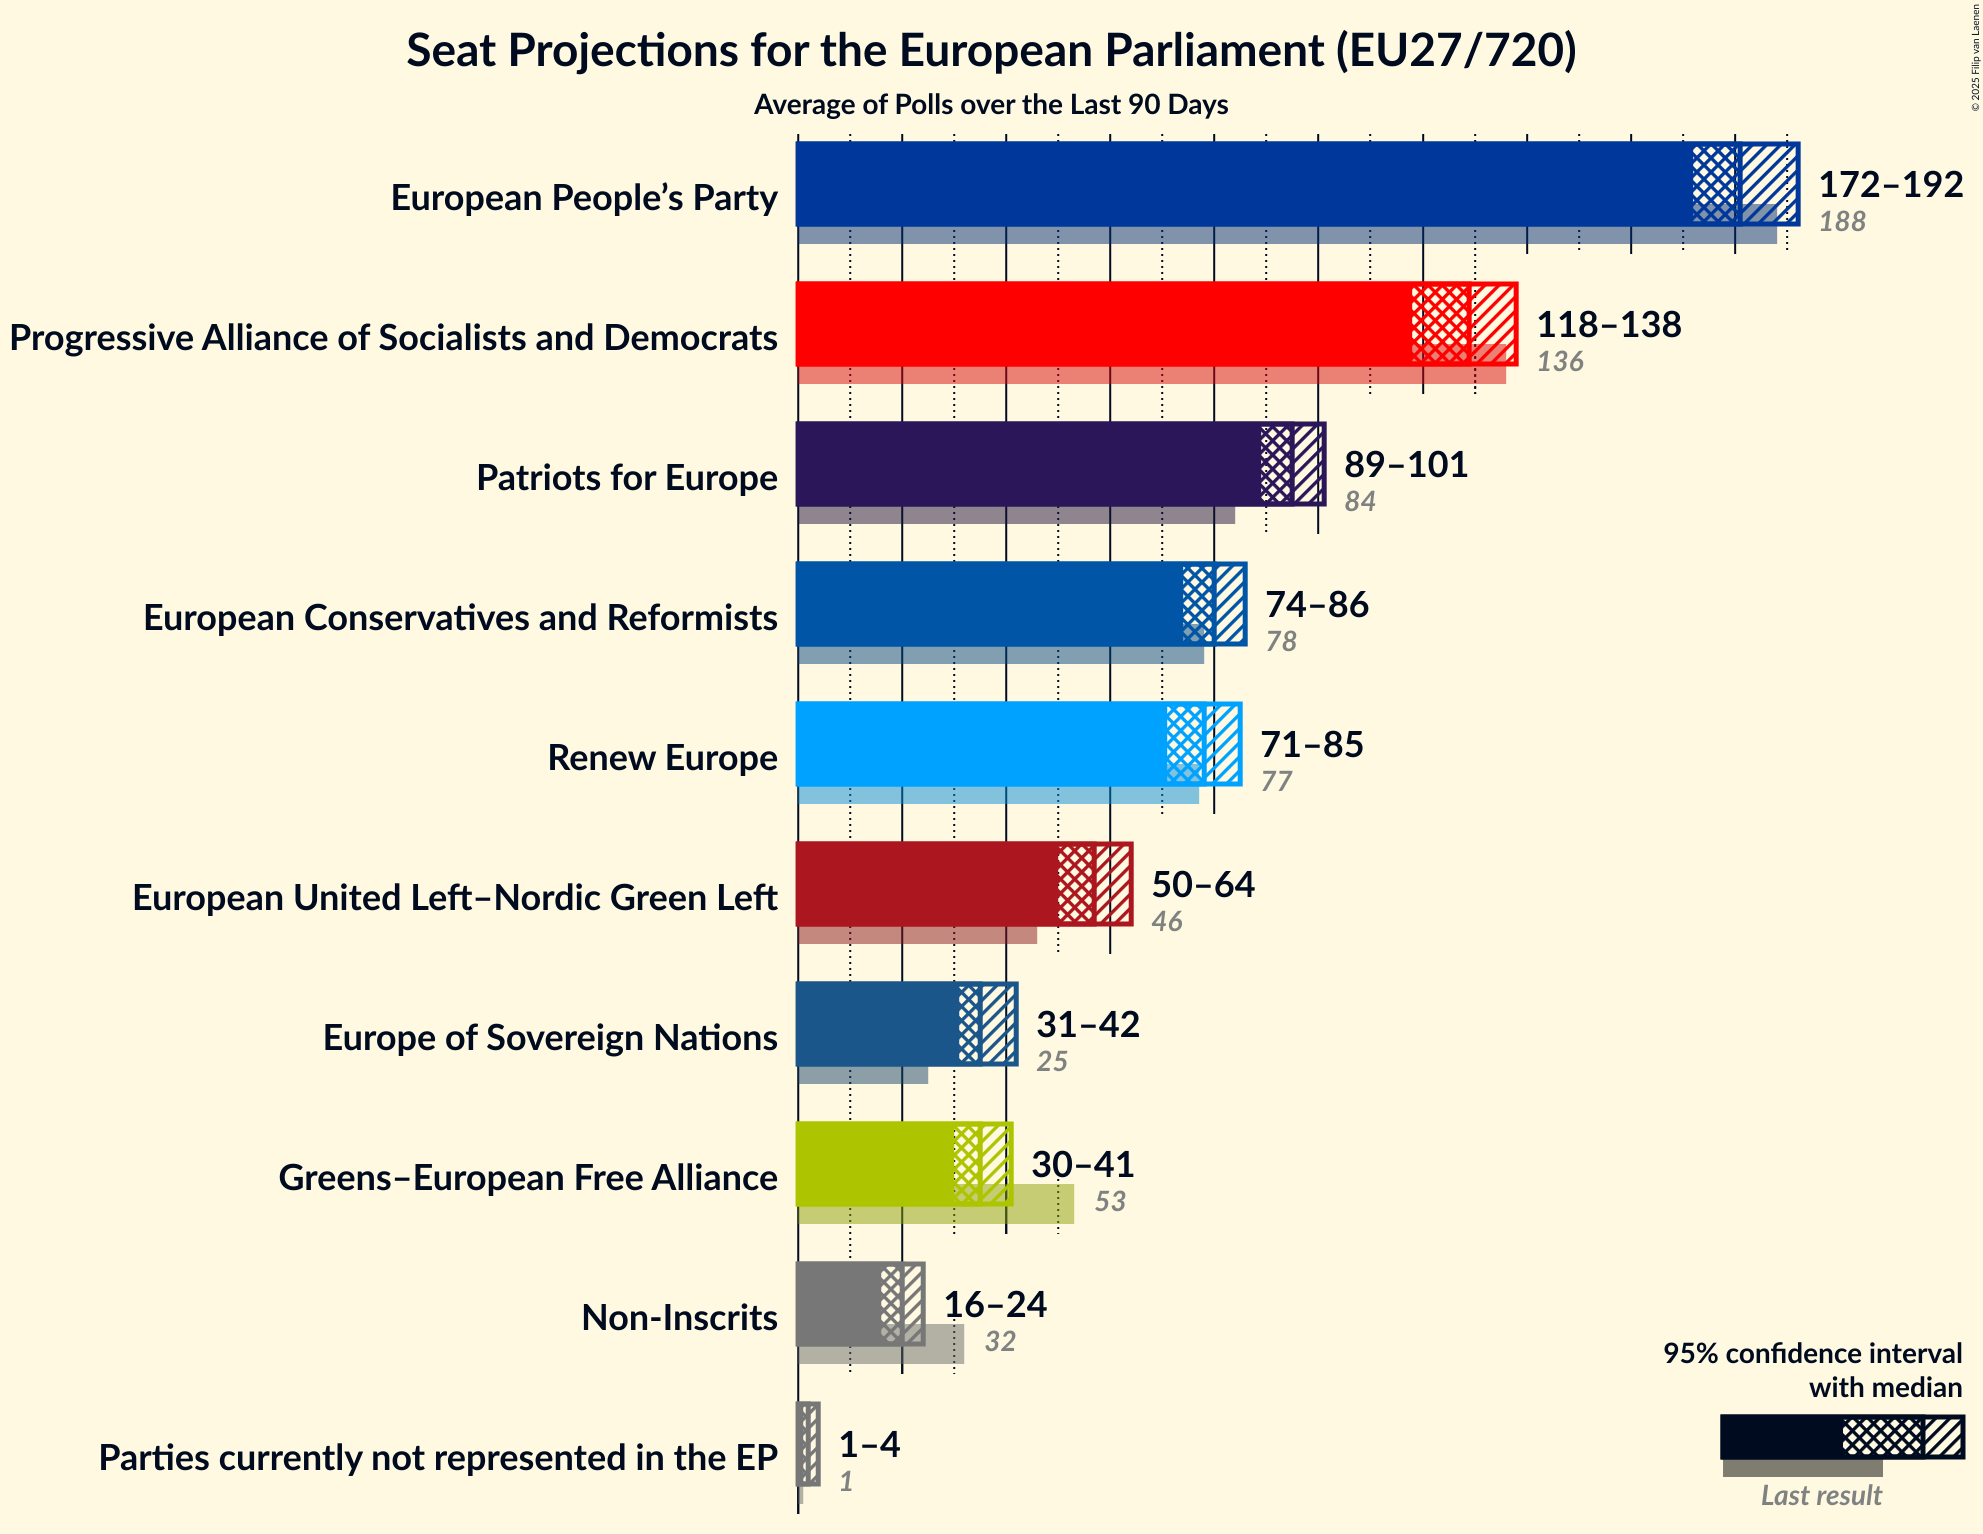 Seat Projections for the European Parliament (EU27/720)
Average of Polls over the Last 90 Days
© 2025 Filip van Laenen
European People’s Party
172–192
188
Progressive Alliance of Socialists and Democrats
118–138
136
Patriots for Europe
89–101
84
European Conservatives and Reformists
74–86
78
Renew Europe
71–85
77
European United Left–Nordic Green Left
50–64
46
Europe of Sovereign Nations
31–42
25
Greens–European Free Alliance
30–41
53
Non-Inscrits
16–24
32
Parties currently not represented in the EP
1–4
1
95% confidence interval
with median
Last result